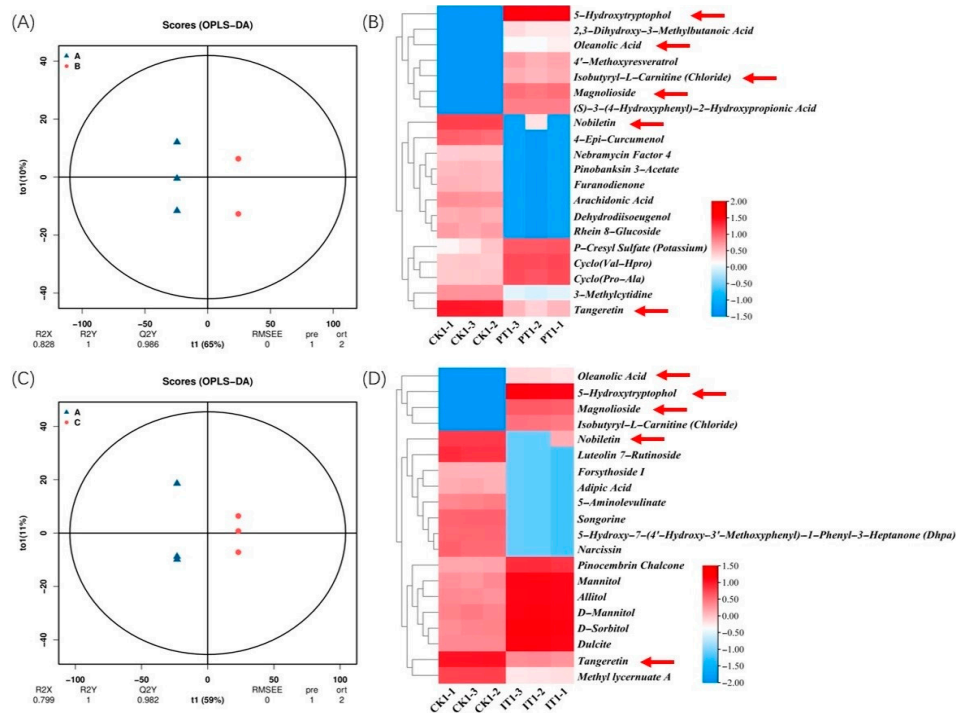 (A)
Scores (OPLS-DA)
A
B
40
20
0
-20
-40
to1(10%)
-100 -50 0 50 100
R2X R2Y Q2Y t1 (65%) RMSEE pre ort
0.828 1 0.986 0 1 2
(B)
5-Hydroxytryptophol
2,3-Dihydroxy-3-Methylbutanoic Acid
Oleanolic Acid
4'-Methoxyresveratrol
Isobutyryl-L-Carnitine (Chloride)
Magnolioside
(S)-3-(4-Hydroxyphenyl)-2-Hydroxypropionic Acid
Nobiletin
4-Epi-Curcumenol
Nebramycin Factor 4
Pinobanksin 3-Acetate
Furanodienone
Arachidonic Acid
Dehydrodiisoeugenol
Rhein 8-Glucoside
P-Cresyl Sulfate (Potassium)
Cyclo(Val-Hpro)
Cyclo(Pro-Ala)
3-Methylcytidine
Tangeretin
2.00
1.50
1.00
0.50
0.00
-0.50
-1.00
-1.50
CK1-1 CK1-3 CK1-2 PT1-3 PT1-2 PT1-1
(C)
Scores (OPLS-DA)
A
C
40
20
0
-20
-40
to1(11%)
-100 -50 0 50 100
R2X R2Y Q2Y t1 (59%) RMSEE pre ort
0.799 1 0.982 0 1 2
(D)
Oleanolic Acid
5-Hydroxytryptophol
Magnolioside
Isobutyryl-L-Carnitine (Chloride)
Nobiletin
Luteolin 7-Rutinoside
Forsythoside I
Adipic Acid
5-Aminolevulinate
Songorine
5-Hydroxy-7-(4'-Hydroxy-3'-Methoxyphenyl)-1-Phenyl-3-Heptanone (Dhpa)
Narcissin
Pinocembrin Chalcone
Mannitol
Allitol
D-Mannitol
D-Sorbitol
Dulcite
Tangeretin
Methyl lycernuate A
1.50
1.00
0.50
0.00
-0.50
-1.00
-1.50
-2.00
CK1-1 CK1-3 CK1-2 IT1-3 IT1-2 IT1-1